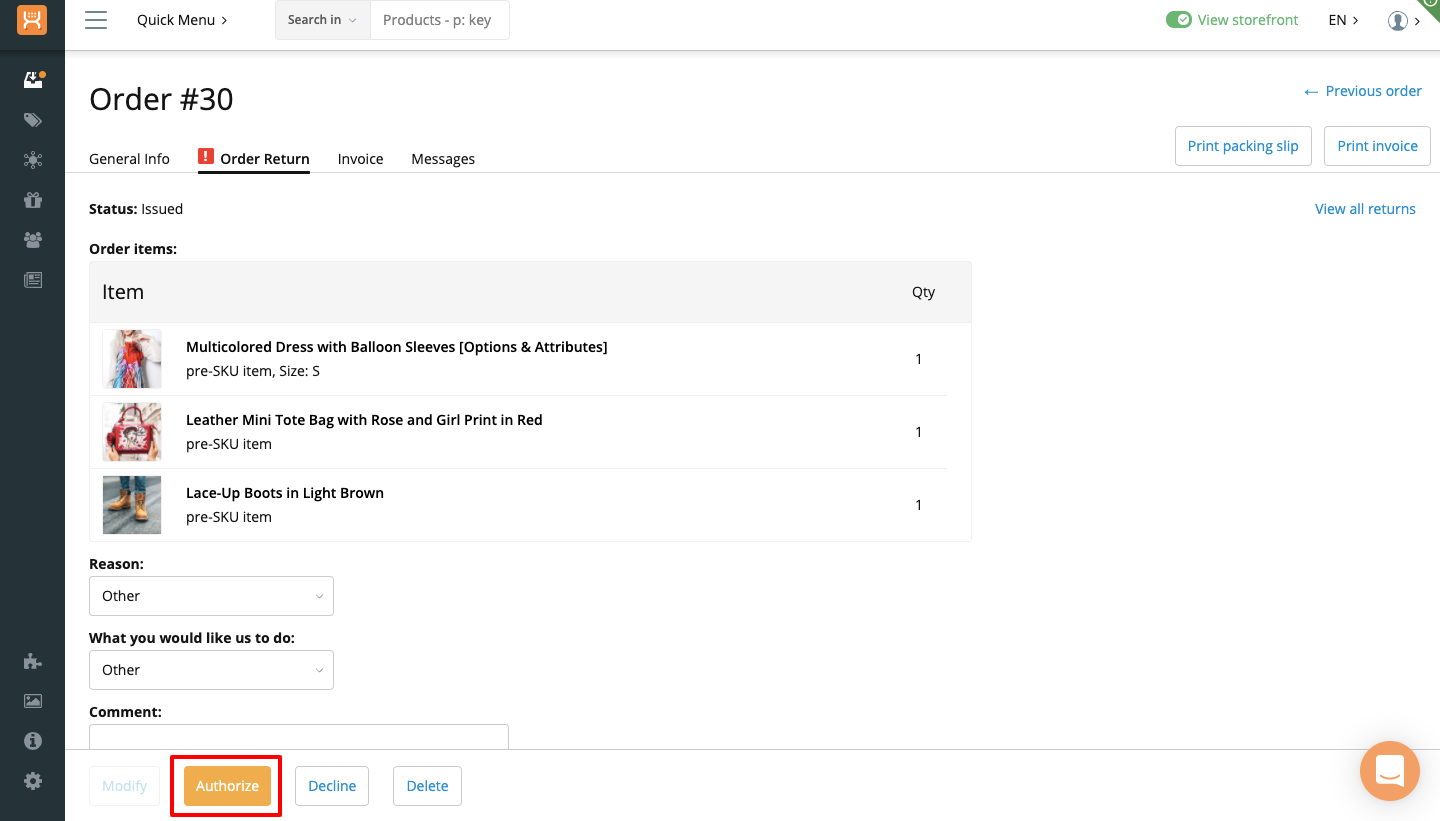 Quick Menu
Search in
Products - p: key
View storefront
EN
Order #30
← Previous order
General Info
! Order Return
Invoice
Messages
Print packing slip
Print invoice
Status: Issued
View all returns
Order items:
Item
Qty
Multicolored Dress with Balloon Sleeves [Options & Attributes]
pre-SKU item, Size: S
1
Leather Mini Tote Bag with Rose and Girl Print in Red
pre-SKU item
1
Lace-Up Boots in Light Brown
pre-SKU item
1
Reason:
Other
What you would like us to do:
Other
Comment:
Modify
Authorize
Decline
Delete